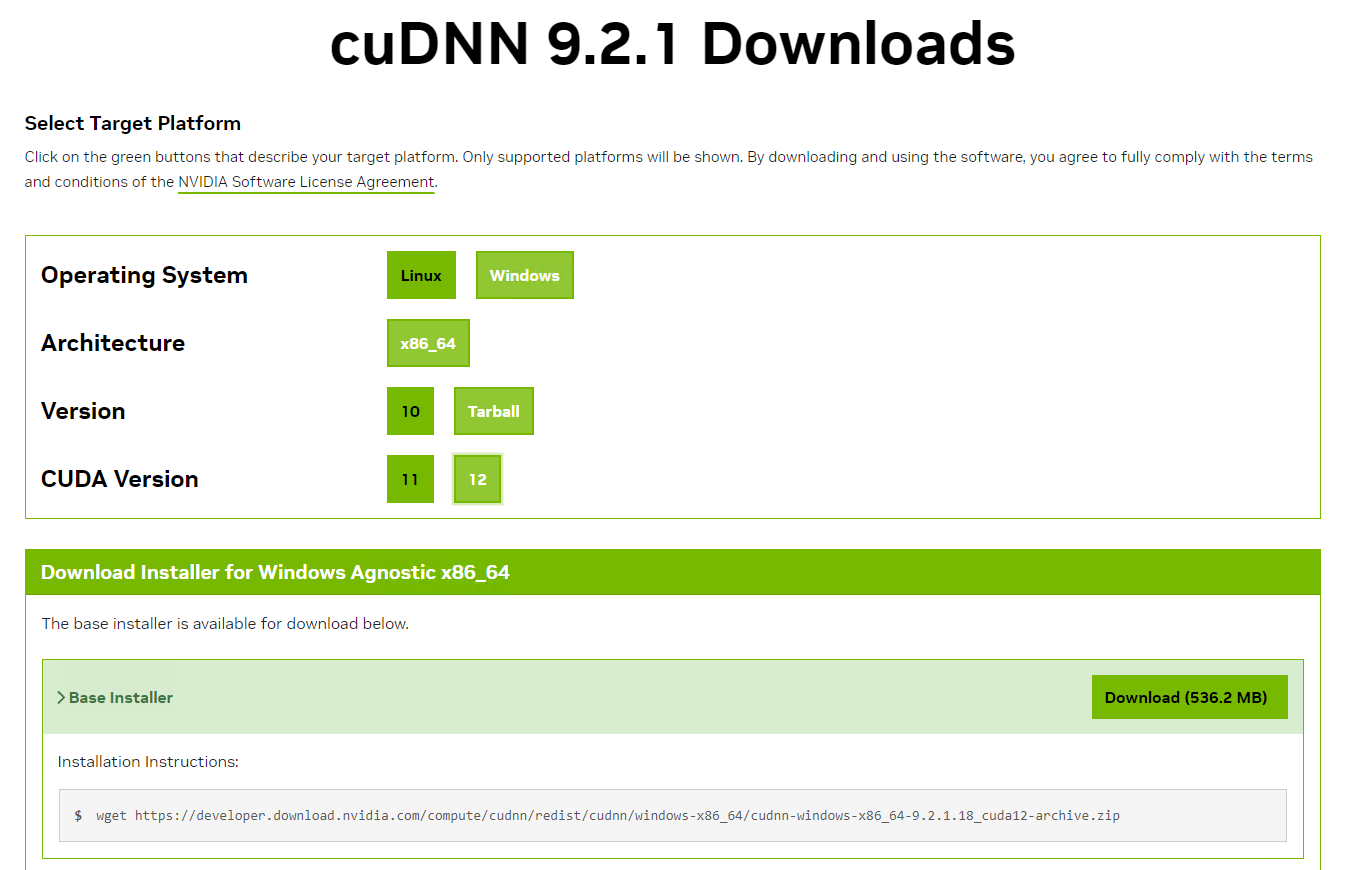 cuDNN 9.2.1 Downloads
Select Target Platform
Click on the green buttons that describe your target platform. Only supported platforms will be shown. By downloading and using the software, you agree to fully comply with the terms
and conditions of the NVIDIA Software License Agreement.
Operating System Linux Windows
Architecture x86_64
Version 10 Tarball
CUDA Version 11 12
Download Installer for Windows Agnostic x86_64
The base installer is available for download below.
Base Installer Download (536.2 MB)
Installation Instructions:
$ wget https://developer.download.nvidia.com/compute/cudnn/redist/cudnn/windows-x86_64/cudnn-windows-x86_64-9.2.1.18_cuda12-archive.zip